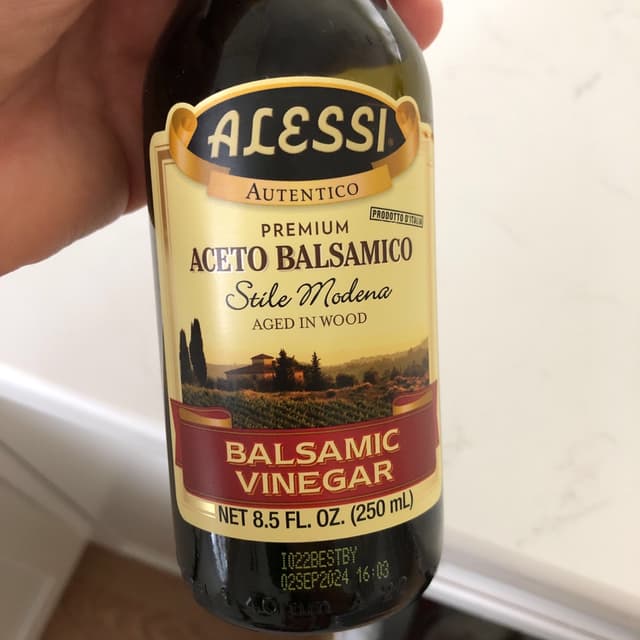 ALESSI®
AUTENTICO
PRODOTTO D'ITALIA
PREMIUM
ACETO BALSAMICO
Stile Modena
AGED IN WOOD
BALSAMIC
VINEGAR
NET 8.5 FL. OZ. (250 mL)
I022BESTBY
02SEP2024 16:03